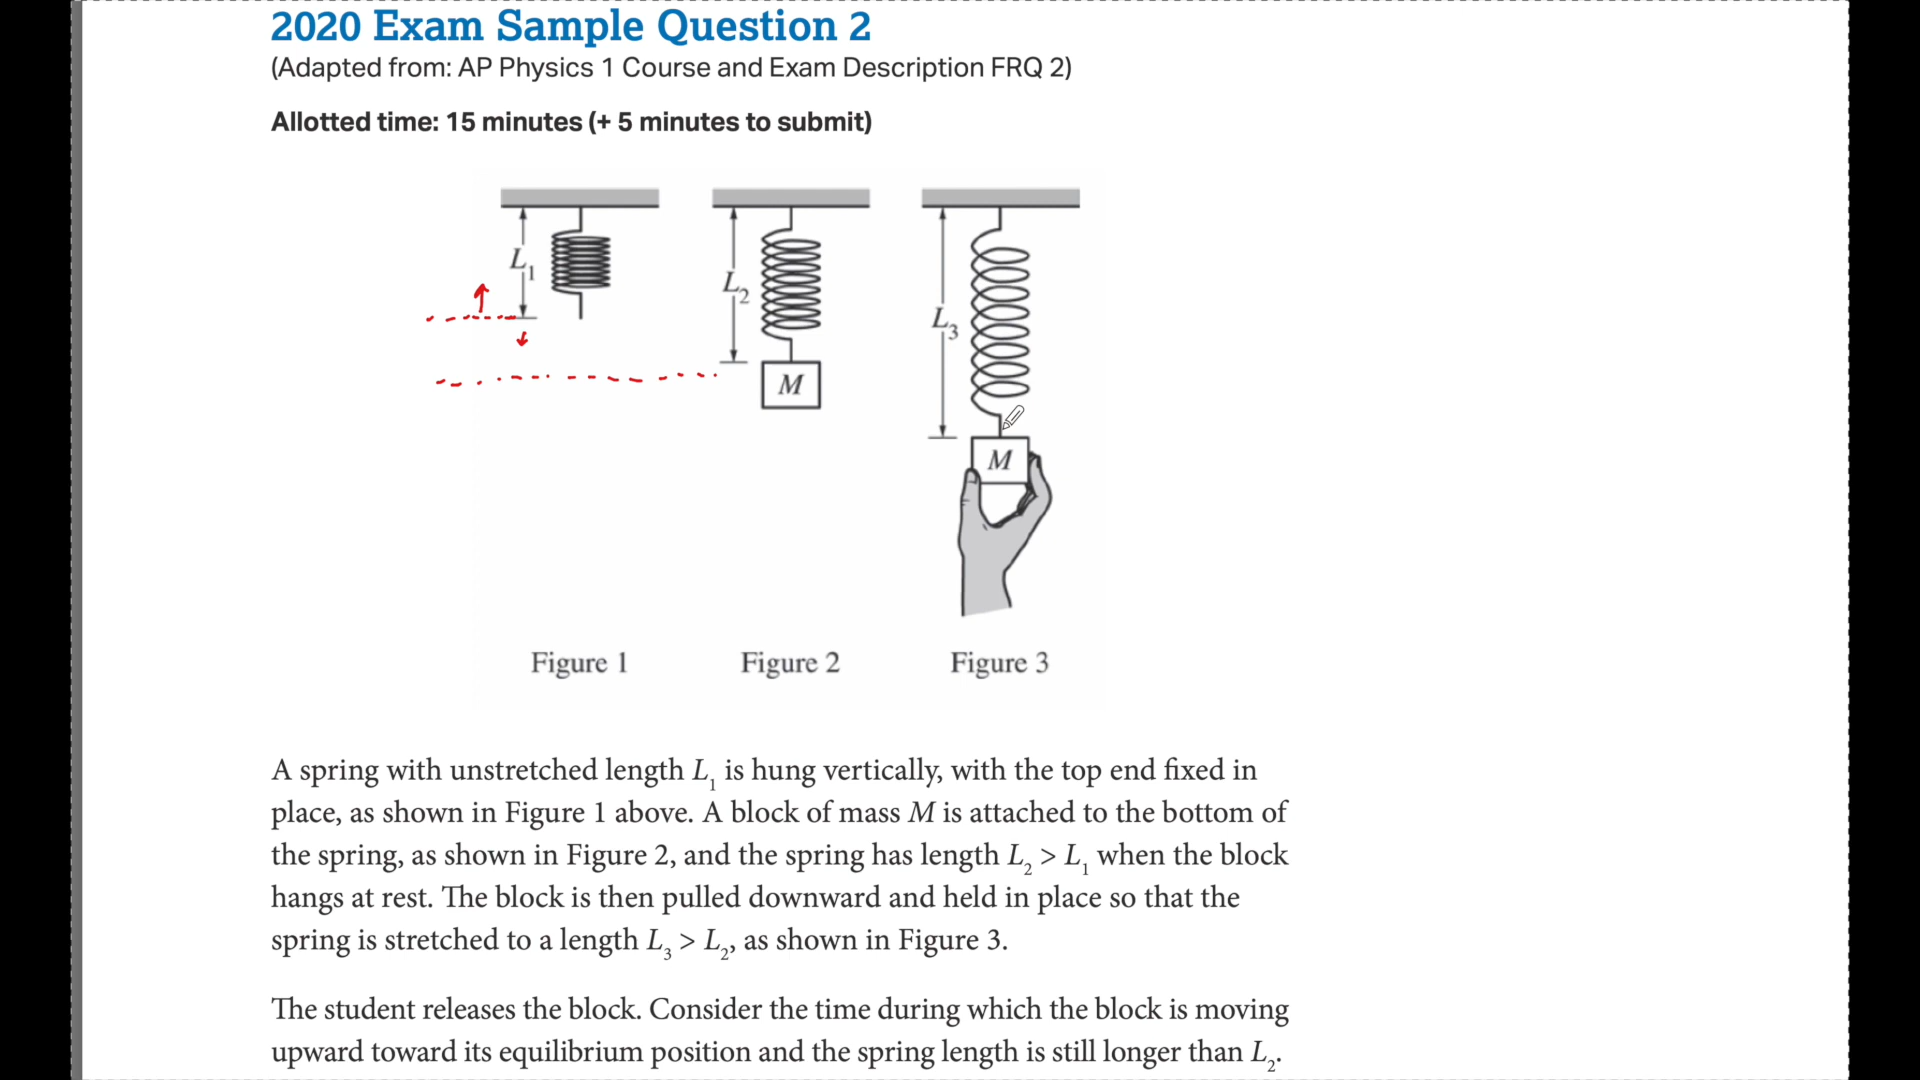 2020 Exam Sample Question 2
(Adapted from: AP Physics 1 Course and Exam Description FRQ 2)
Allotted time: 15 minutes (+ 5 minutes to submit)
L₁
L₂
L₃
M
M
Figure 1
Figure 2
Figure 3
A spring with unstretched length L₁ is hung vertically, with the top end fixed in
place, as shown in Figure 1 above. A block of mass M is attached to the bottom of
the spring, as shown in Figure 2, and the spring has length L₂ > L₁ when the block
hangs at rest. The block is then pulled downward and held in place so that the
spring is stretched to a length L₃ > L₂, as shown in Figure 3.
The student releases the block. Consider the time during which the block is moving
upward toward its equilibrium position and the spring length is still longer than L₂.